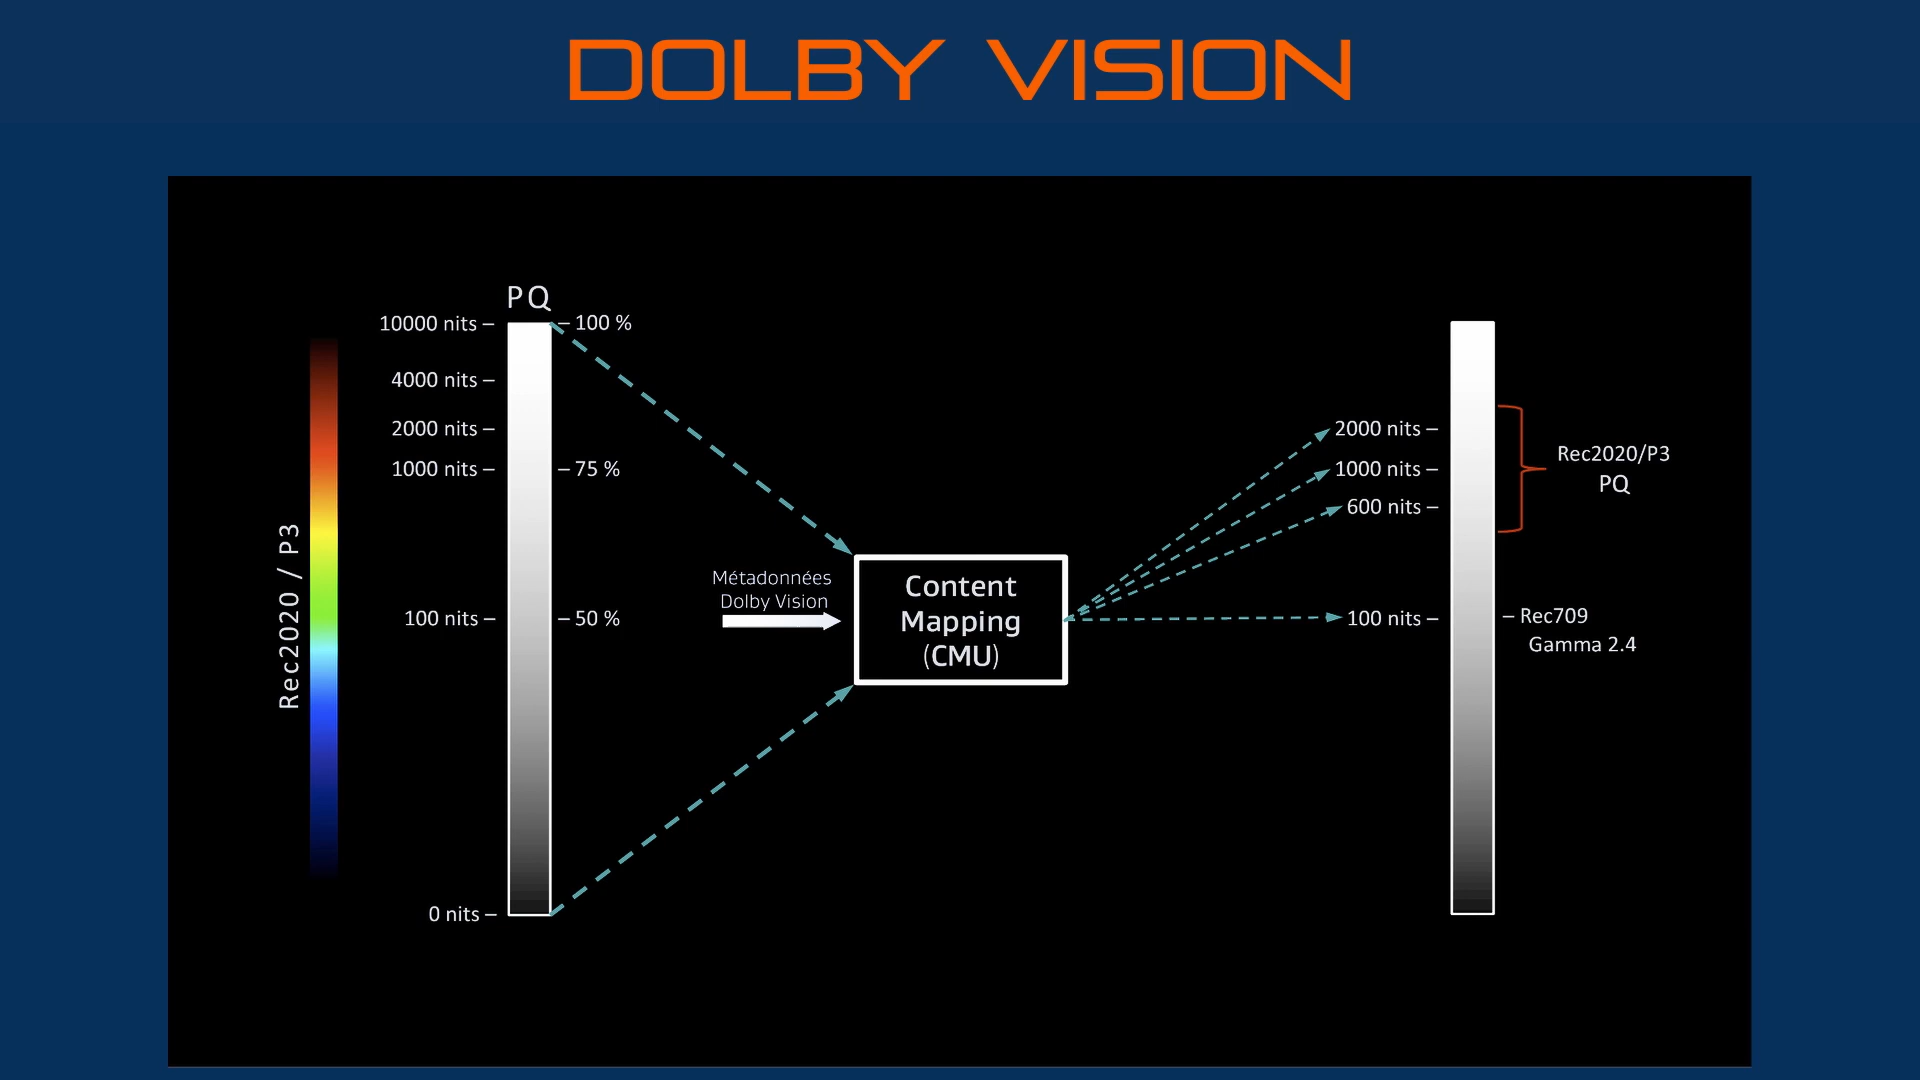 DOLBY VISION
PQ
10000 nits –
– 100 %
4000 nits –
2000 nits –
1000 nits –
– 75 %
100 nits –
– 50 %
0 nits –
Rec2020 / P3
Métadonnées
Dolby Vision
Content
Mapping
(CMU)
2000 nits –
1000 nits –
600 nits –
100 nits –
Rec2020/P3
PQ
– Rec709
Gamma 2.4